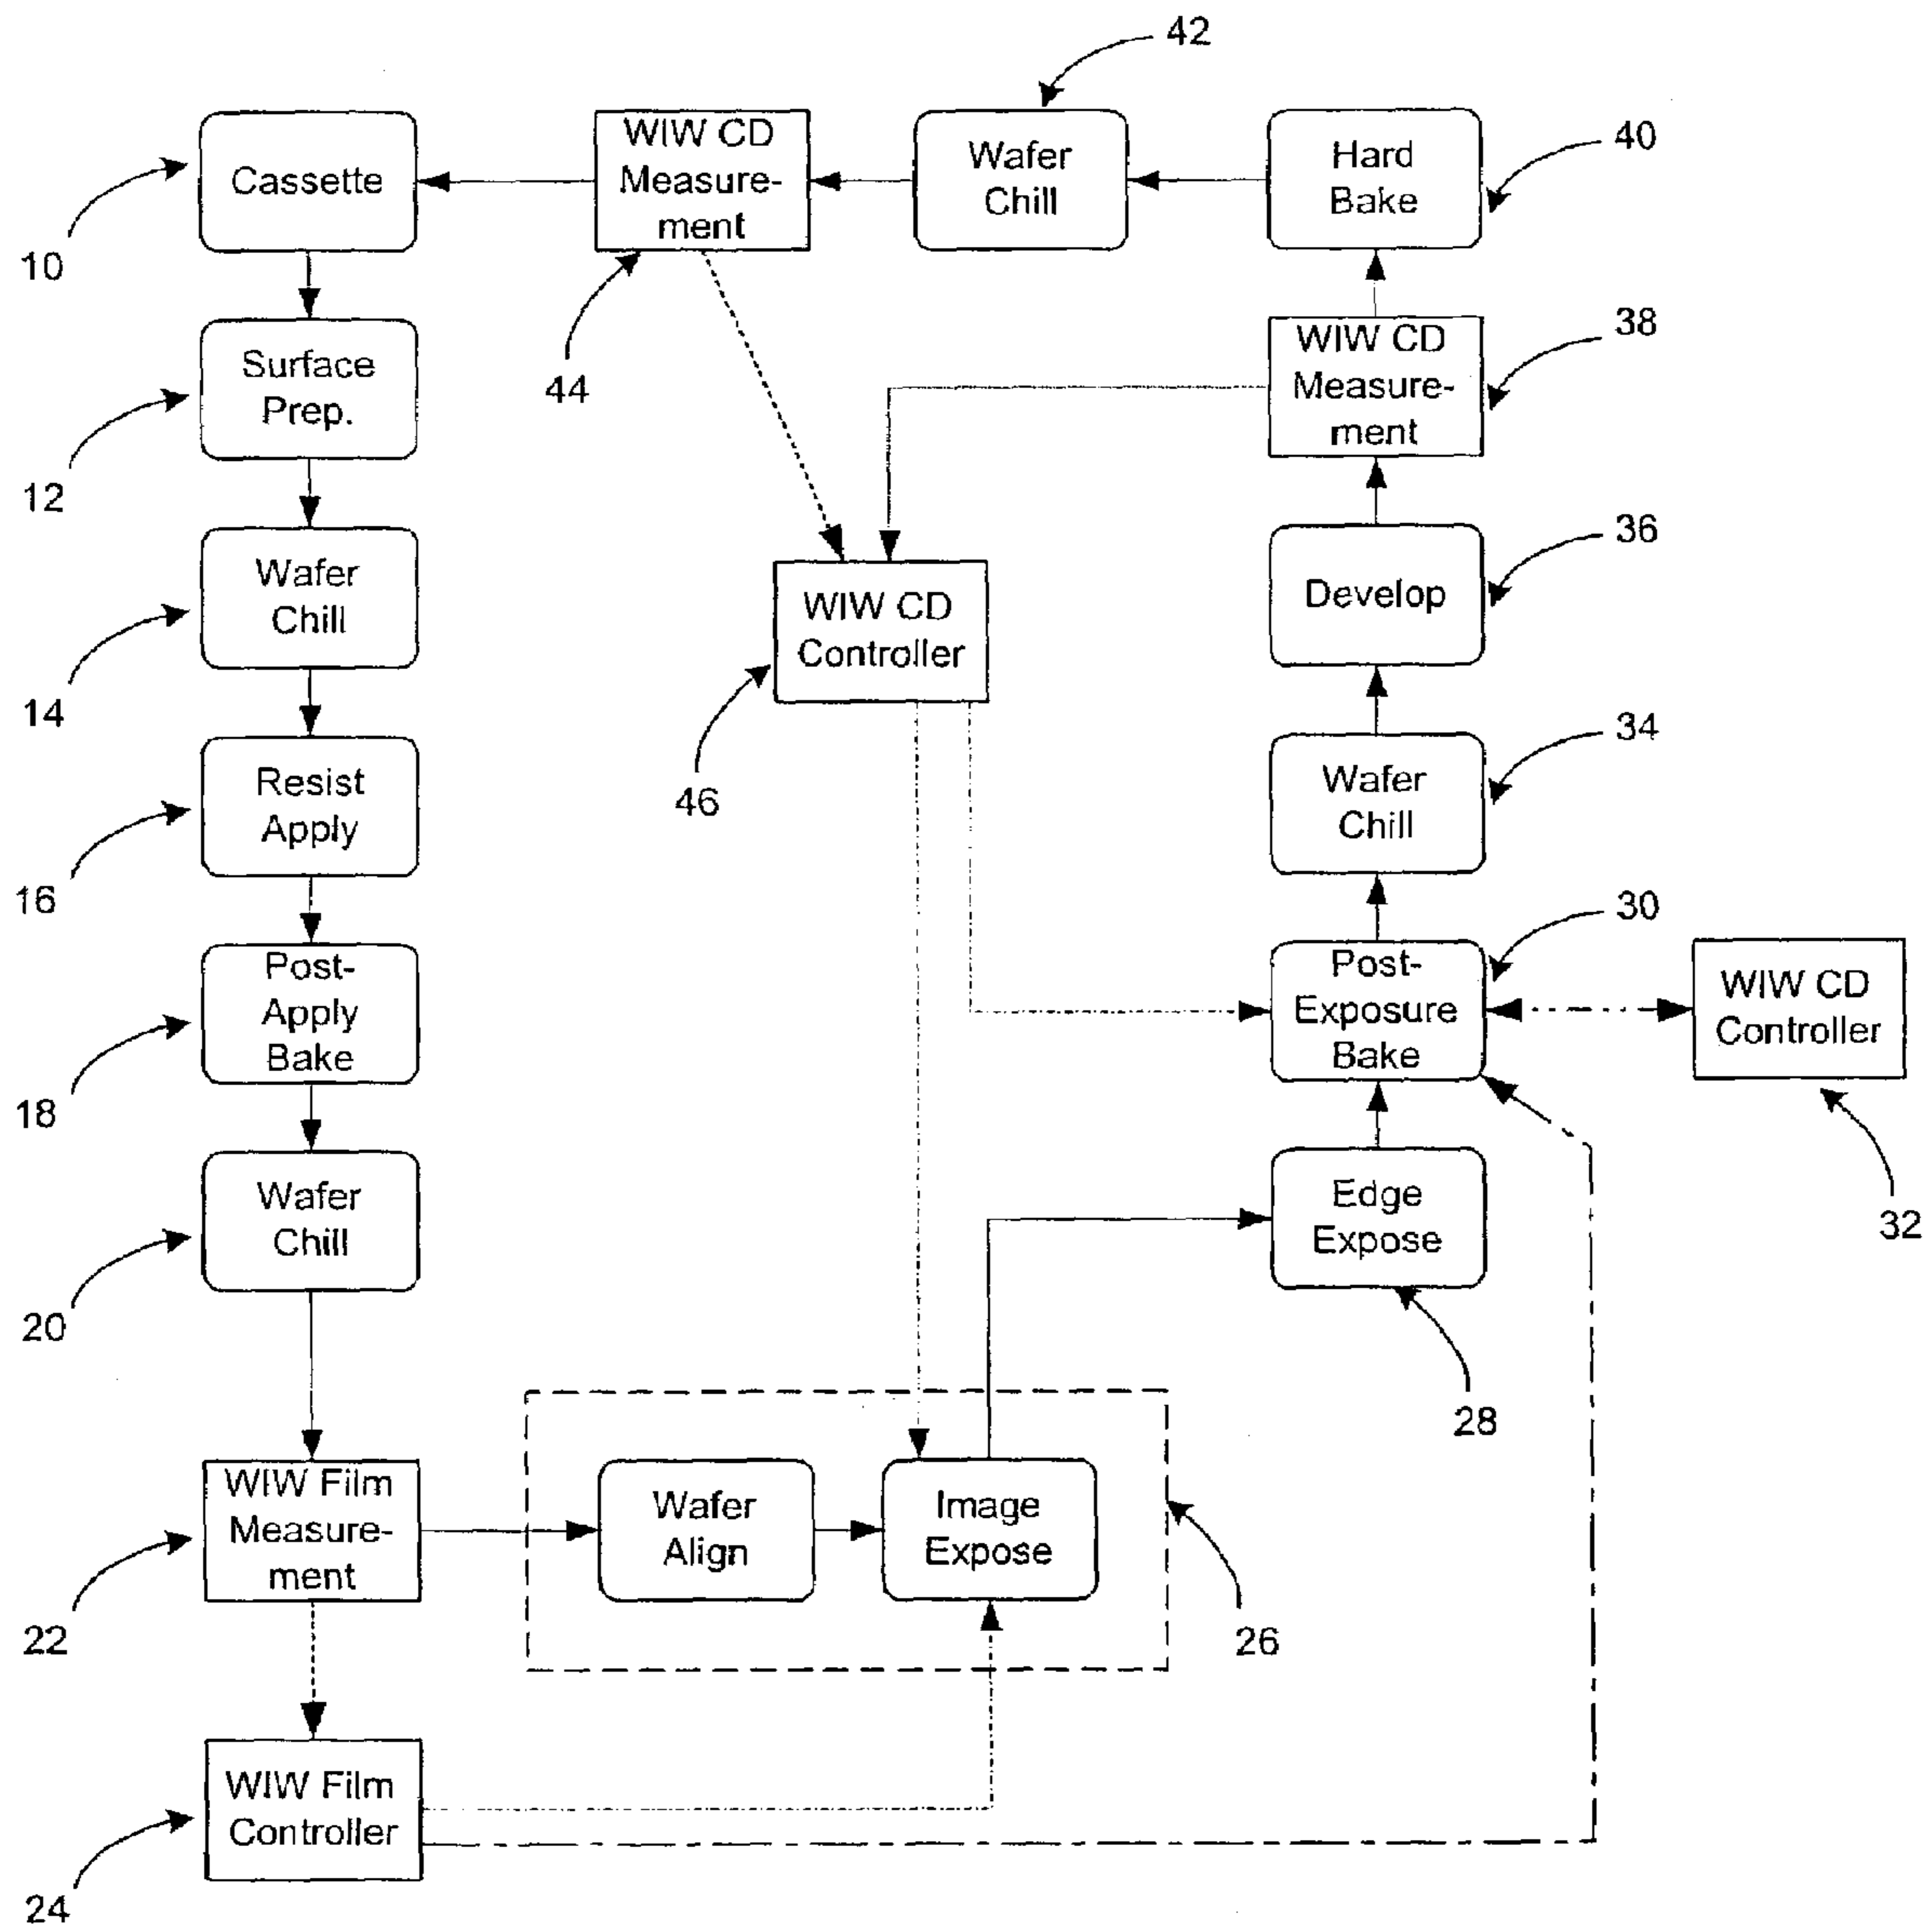 42
Cassette
WIW CD
Measure-
ment
Wafer
Chill
Hard
Bake
40
10
44
Surface
Prep.
WIW CD
Measure-
ment
38
12
Wafer
Chill
WIW CD
Controller
Develop
36
14
46
Resist
Apply
Wafer
Chill
34
16
Post-
Apply
Bake
Post-
Exposure
Bake
30
WIW CD
Controller
18
32
Wafer
Chill
Edge
Expose
20
28
WIW Film
Measure-
ment
Wafer
Align
Image
Expose
22
26
WIW Film
Controller
24